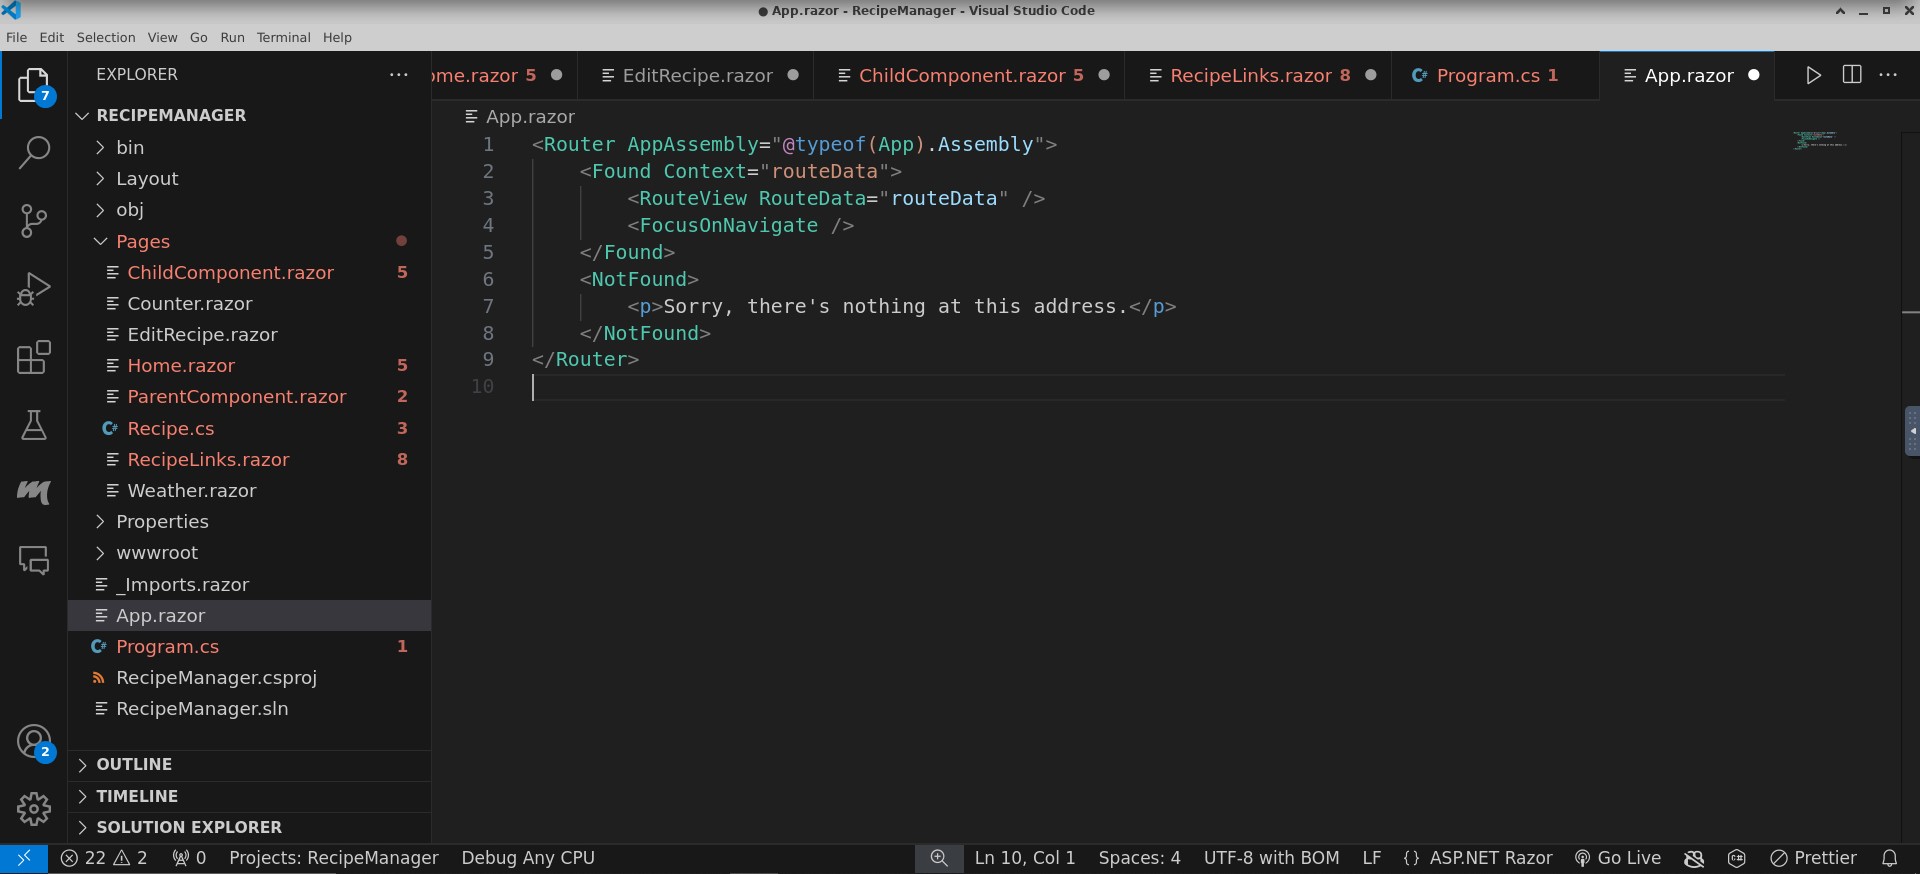 ● App.razor - RecipeManager - Visual Studio Code
File Edit Selection View Go Run Terminal Help
EXPLORER
ome.razor 5 EditRecipe.razor ChildComponent.razor 5 RecipeLinks.razor 8 C# Program.cs 1 App.razor
7
RECIPEMANAGER
bin
Layout
obj
Pages
ChildComponent.razor 5
Counter.razor
EditRecipe.razor
Home.razor 5
ParentComponent.razor 2
C# Recipe.cs 3
RecipeLinks.razor 8
Weather.razor
Properties
wwwroot
_Imports.razor
App.razor
C# Program.cs 1
RecipeManager.csproj
RecipeManager.sln
2
OUTLINE
TIMELINE
SOLUTION EXPLORER
App.razor
1 <Router AppAssembly="@typeof(App).Assembly">
2 <Found Context="routeData">
3 <RouteView RouteData="routeData" />
4 <FocusOnNavigate />
5 </Found>
6 <NotFound>
7 <p>Sorry, there's nothing at this address.</p>
8 </NotFound>
9 </Router>
10
22 2 0 Projects: RecipeManager Debug Any CPU Ln 10, Col 1 Spaces: 4 UTF-8 with BOM LF {} ASP.NET Razor Go Live Prettier